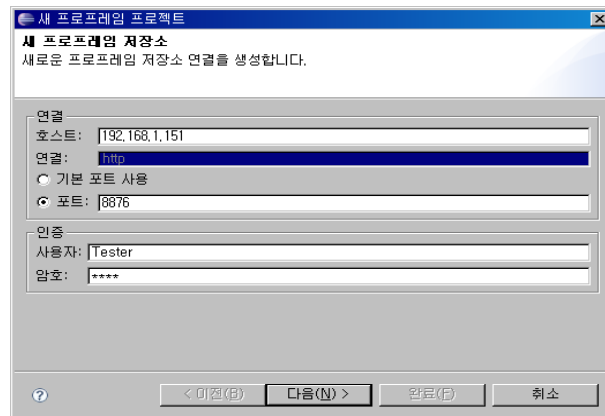 새 프로프레임 프로젝트
새 프로프레임 저장소
새로운 프로프레임 저장소 연결을 생성합니다.
연결
호스트: 192.168.1.151
연결: http
기본 포트 사용
포트: 8876
인증
사용자: Tester
암호: ****
< 이전(B) 다음(N) > 완료(F) 취소